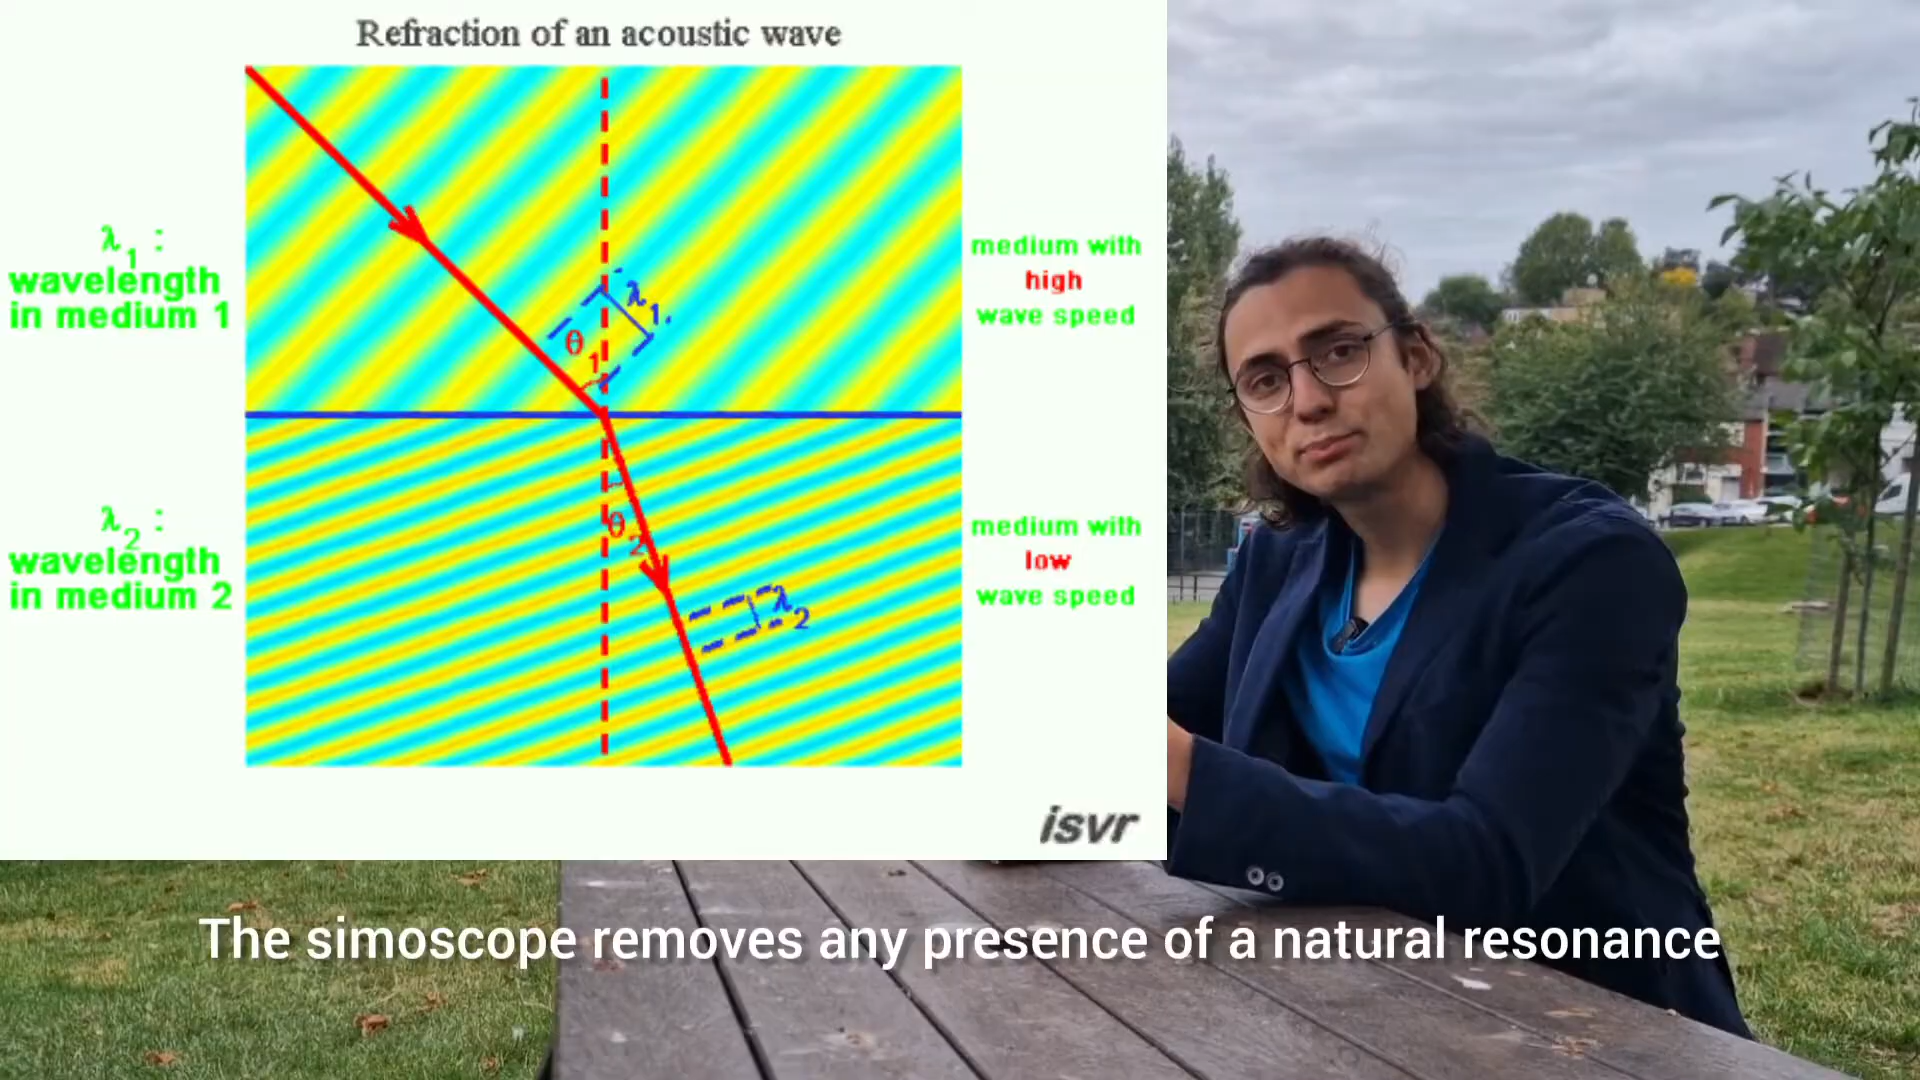 Refraction of an acoustic wave
λ1 :
wavelength
in medium 1
λ1
θ1
medium with
high
wave speed
λ2 :
wavelength
in medium 2
θ2
λ2
medium with
low
wave speed
isvr
The simoscope removes any presence of a natural resonance